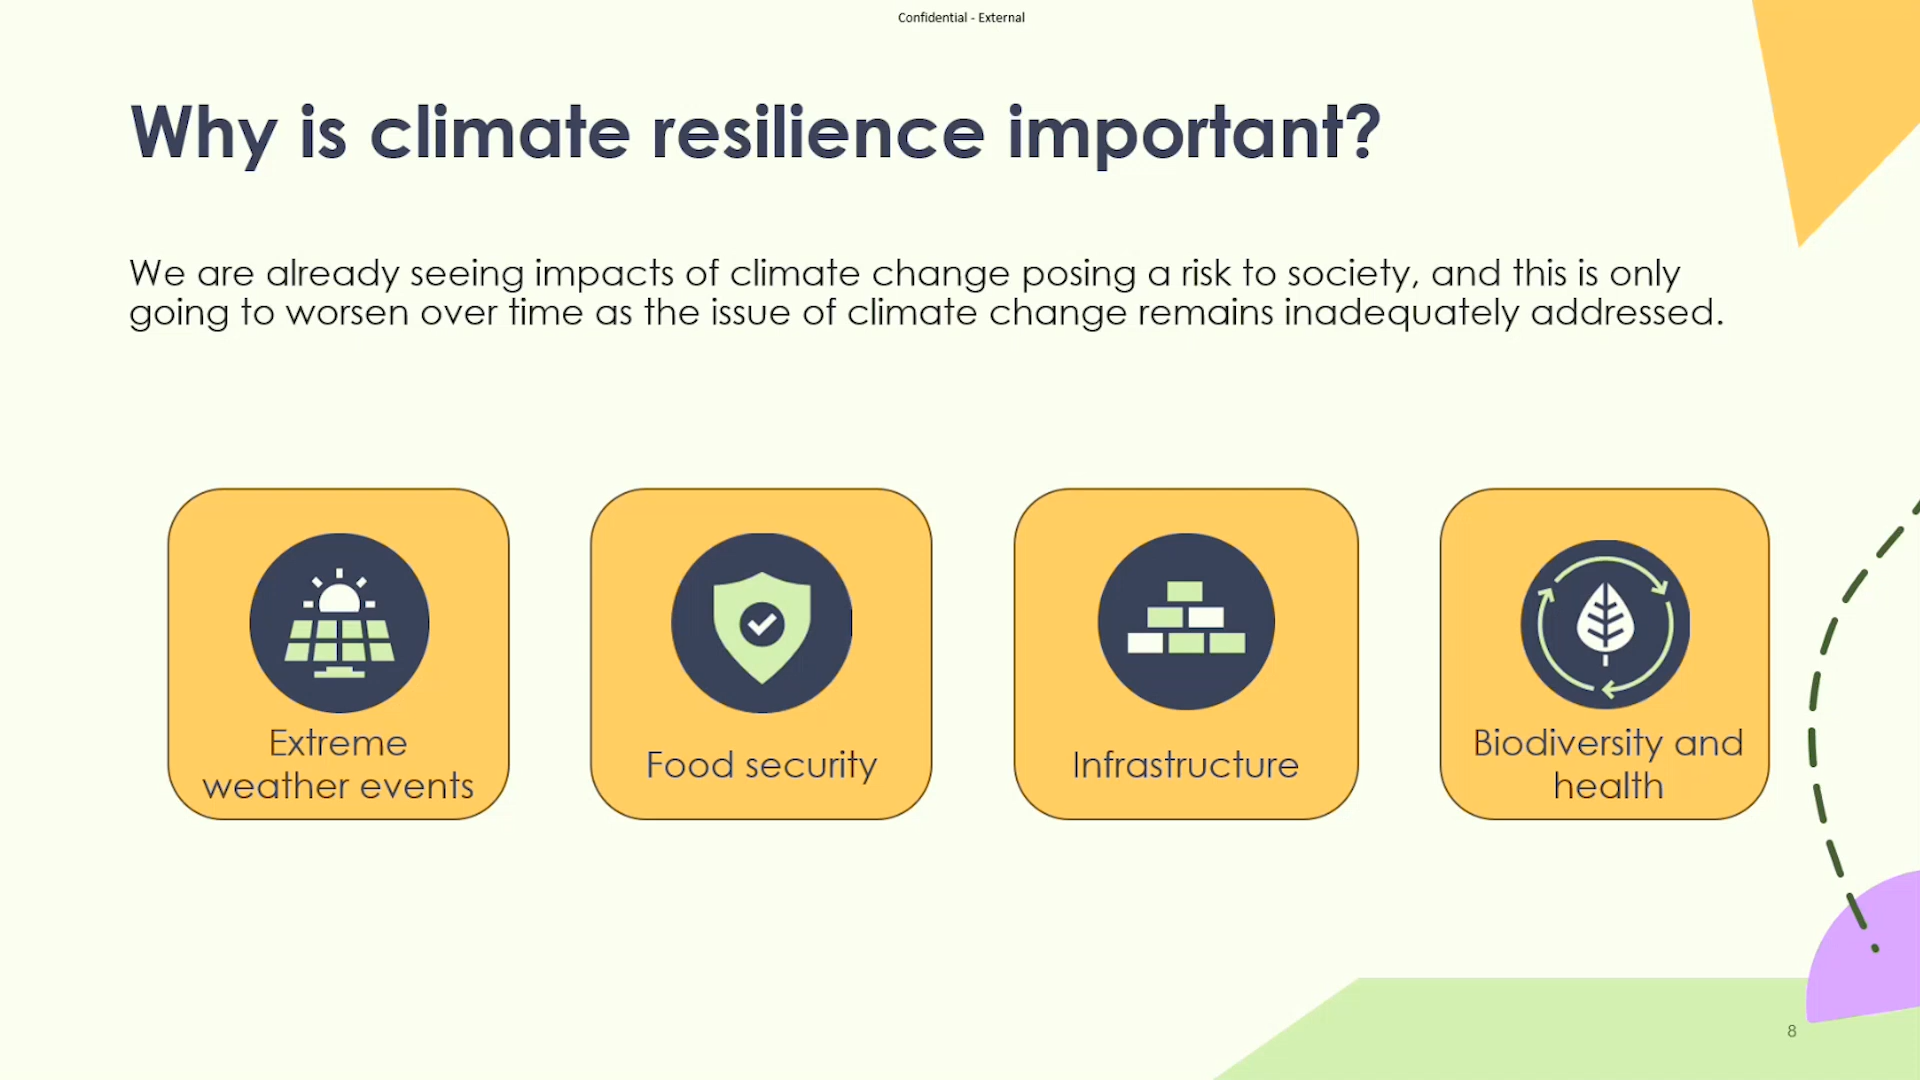 Confidential - External
Why is climate resilience important?
We are already seeing impacts of climate change posing a risk to society, and this is only
going to worsen over time as the issue of climate change remains inadequately addressed.
Extreme
weather events
Food security
Infrastructure
Biodiversity and
health
8